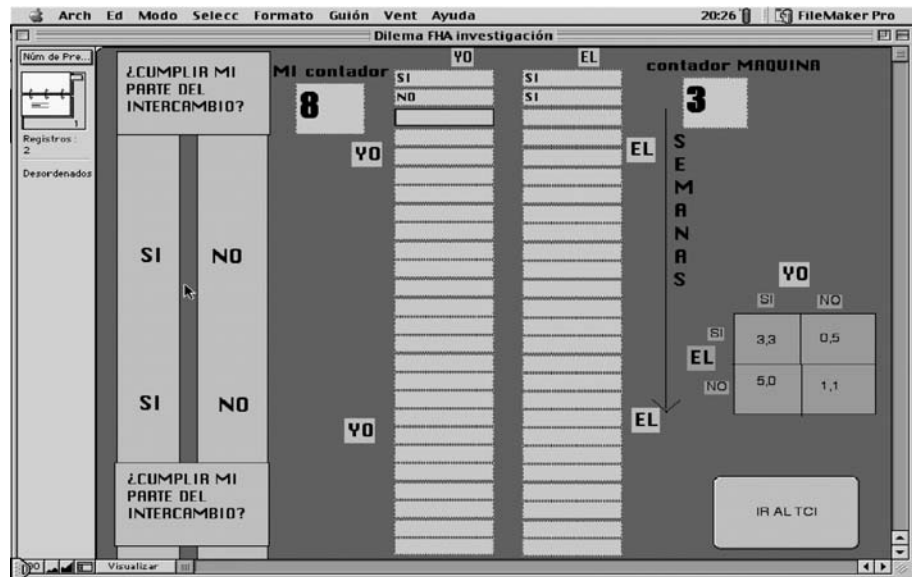 Arch Ed Modo Selecc Formato Guión Vent Ayuda 20:26 FileMaker Pro
Dilema FHA investigación
Núm de Pre...
1
Registros :
2
Desordenados
¿CUMPLIR MI
PARTE DEL
INTERCAMBIO?
SI NO
SI NO
¿CUMPLIR MI
PARTE DEL
INTERCAMBIO?
MI contador
8
YO
YO
YO
SI
NO
EL
SI
SI
contador MAQUINA
3
EL
EL
SEMANAS
YO
SI NO
SI 3,3 0,5
EL
NO 5,0 1,1
IR AL TCI
Visualizar